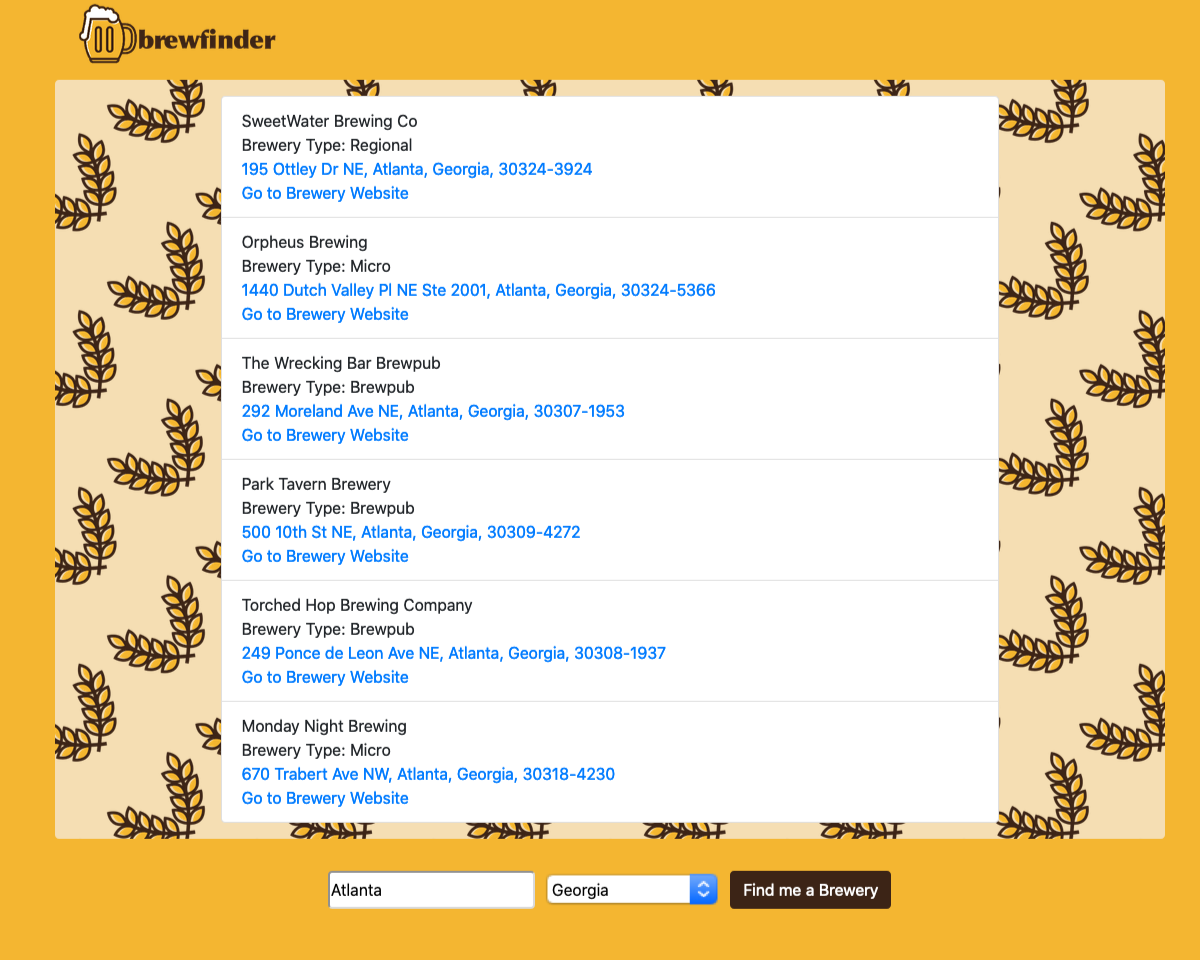 brewfinder
SweetWater Brewing Co
Brewery Type: Regional
195 Ottley Dr NE, Atlanta, Georgia, 30324-3924
Go to Brewery Website
Orpheus Brewing
Brewery Type: Micro
1440 Dutch Valley Pl NE Ste 2001, Atlanta, Georgia, 30324-5366
Go to Brewery Website
The Wrecking Bar Brewpub
Brewery Type: Brewpub
292 Moreland Ave NE, Atlanta, Georgia, 30307-1953
Go to Brewery Website
Park Tavern Brewery
Brewery Type: Brewpub
500 10th St NE, Atlanta, Georgia, 30309-4272
Go to Brewery Website
Torched Hop Brewing Company
Brewery Type: Brewpub
249 Ponce de Leon Ave NE, Atlanta, Georgia, 30308-1937
Go to Brewery Website
Monday Night Brewing
Brewery Type: Micro
670 Trabert Ave NW, Atlanta, Georgia, 30318-4230
Go to Brewery Website
Atlanta Georgia Find me a Brewery